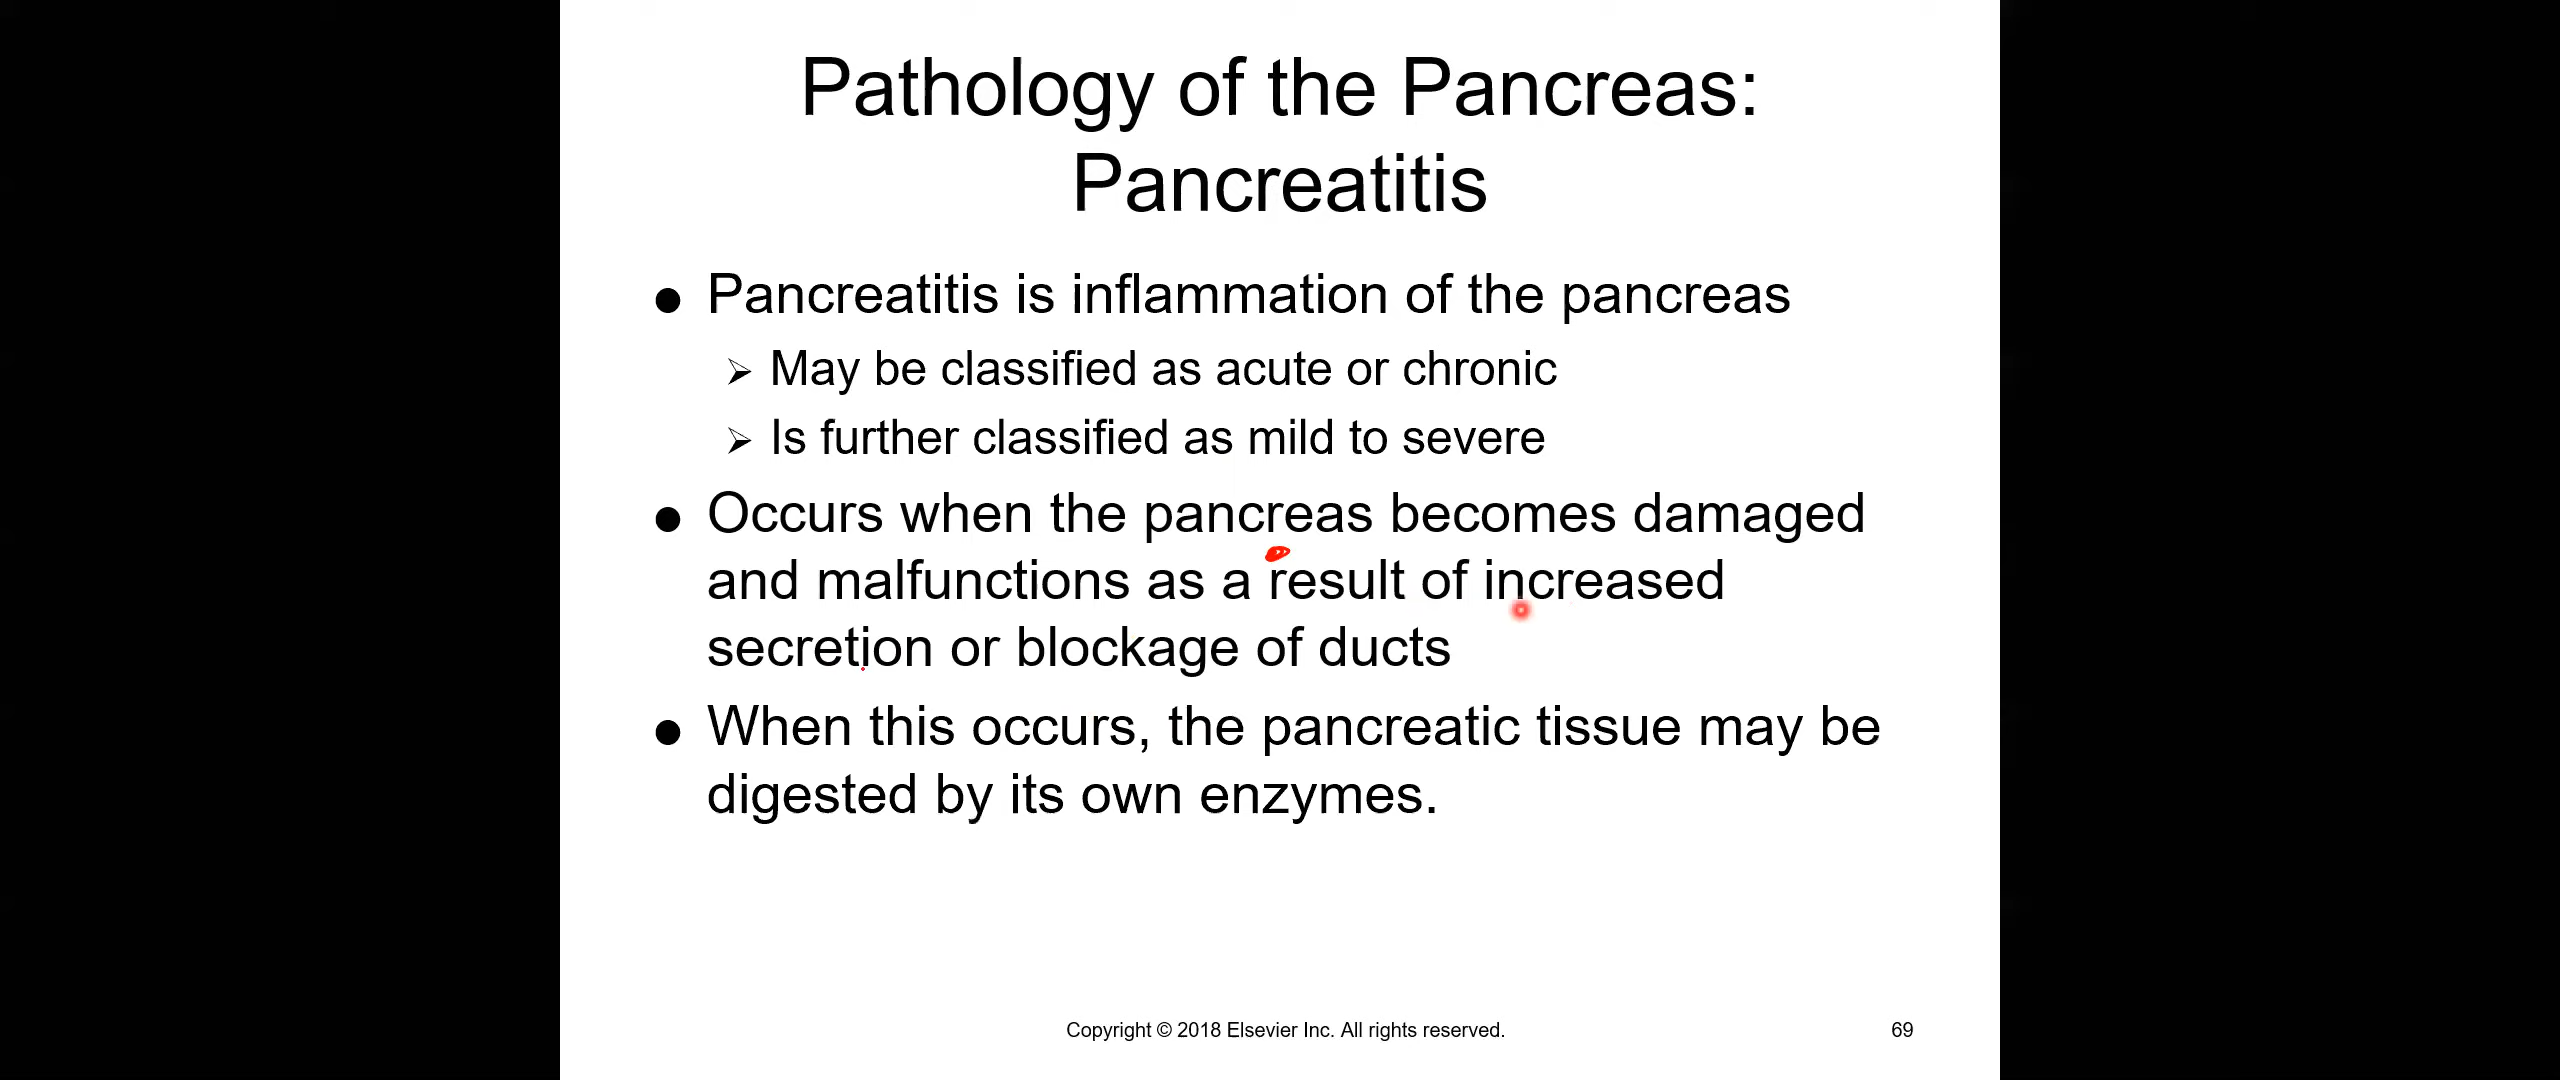 Pathology of the Pancreas:
Pancreatitis
● Pancreatitis is inflammation of the pancreas
➢ May be classified as acute or chronic
➢ Is further classified as mild to severe
● Occurs when the pancreas becomes damaged
and malfunctions as a result of increased
secretion or blockage of ducts
● When this occurs, the pancreatic tissue may be
digested by its own enzymes.
Copyright © 2018 Elsevier Inc. All rights reserved.
69